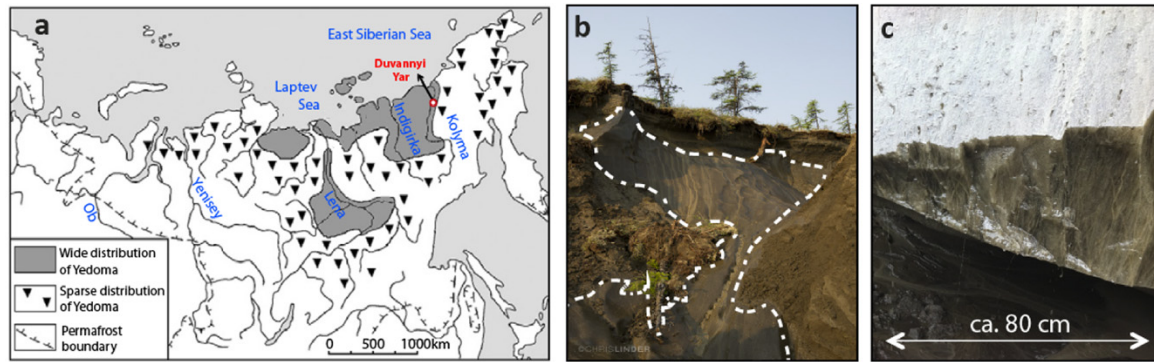 a
East Siberian Sea
Duvannyi
Yar
Laptev
Sea
Indigirka
Kolyma
Yenisey
Ob
Lena
Wide distribution
of Yedoma
Sparse distribution
of Yedoma
Permafrost
boundary
0
500
1000km
b
©CHRISLINDER
c
ca. 80 cm